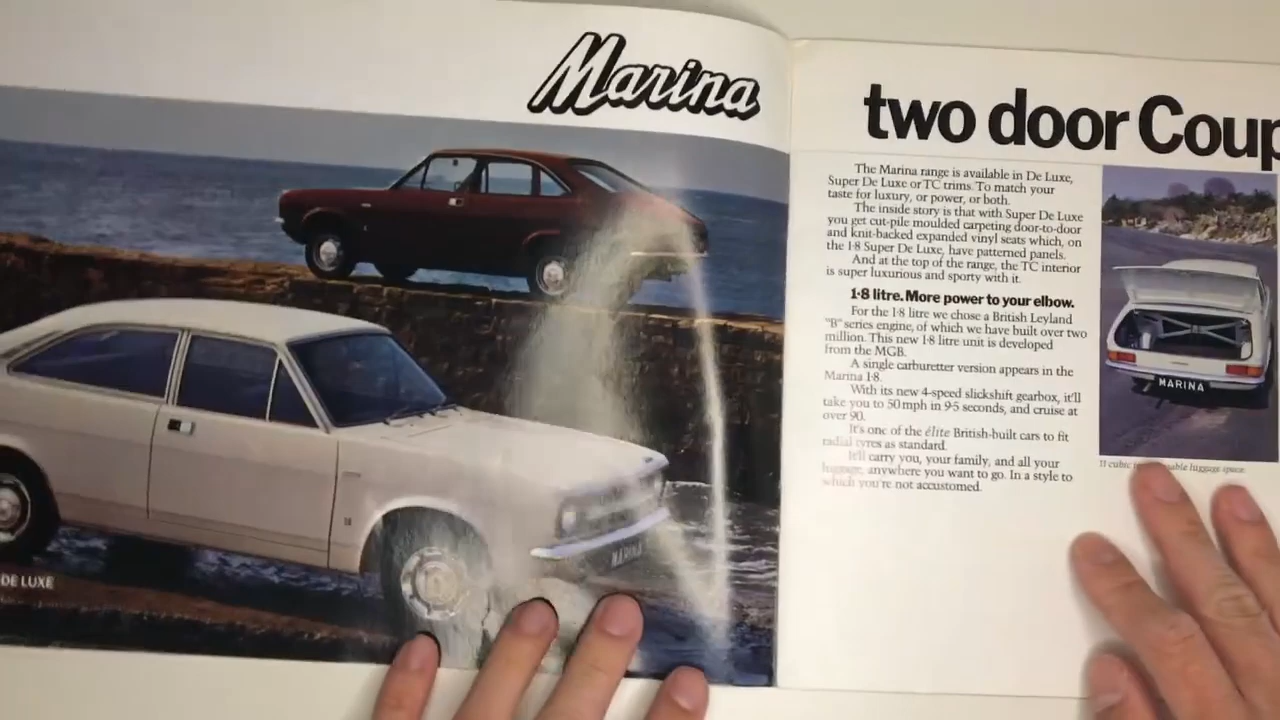 Marina
two door Coup
The Marina range is available in De Luxe,
Super De Luxe or TC trims. To match your
taste for luxury, or power, or both.
The inside story is that with Super De Luxe
you get cut-pile moulded carpeting door-to-door
and knit-backed expanded vinyl seats which, on
the 1·8 Super De Luxe, have patterned panels.
And at the top of the range, the TC interior
is super luxurious and sporty with it.
1·8 litre. More power to your elbow.
For the 1·8 litre we chose a British Leyland
"B" series engine, of which we have built over two
million. This new 1·8 litre unit is developed
from the MGB.
A single carburetter version appears in the
Marina 1·8.
With its new 4-speed slickshift gearbox, it'll
take you to 50 mph in 9·5 seconds, and cruise at
over 90.
It's one of the élite British-built cars to fit
radial tyres as standard.
It'll carry you, your family, and all your
luggage, anywhere you want to go. In a style to
which you're not accustomed.
MARINA
11 cubic luggage space.
MARINA
DE LUXE